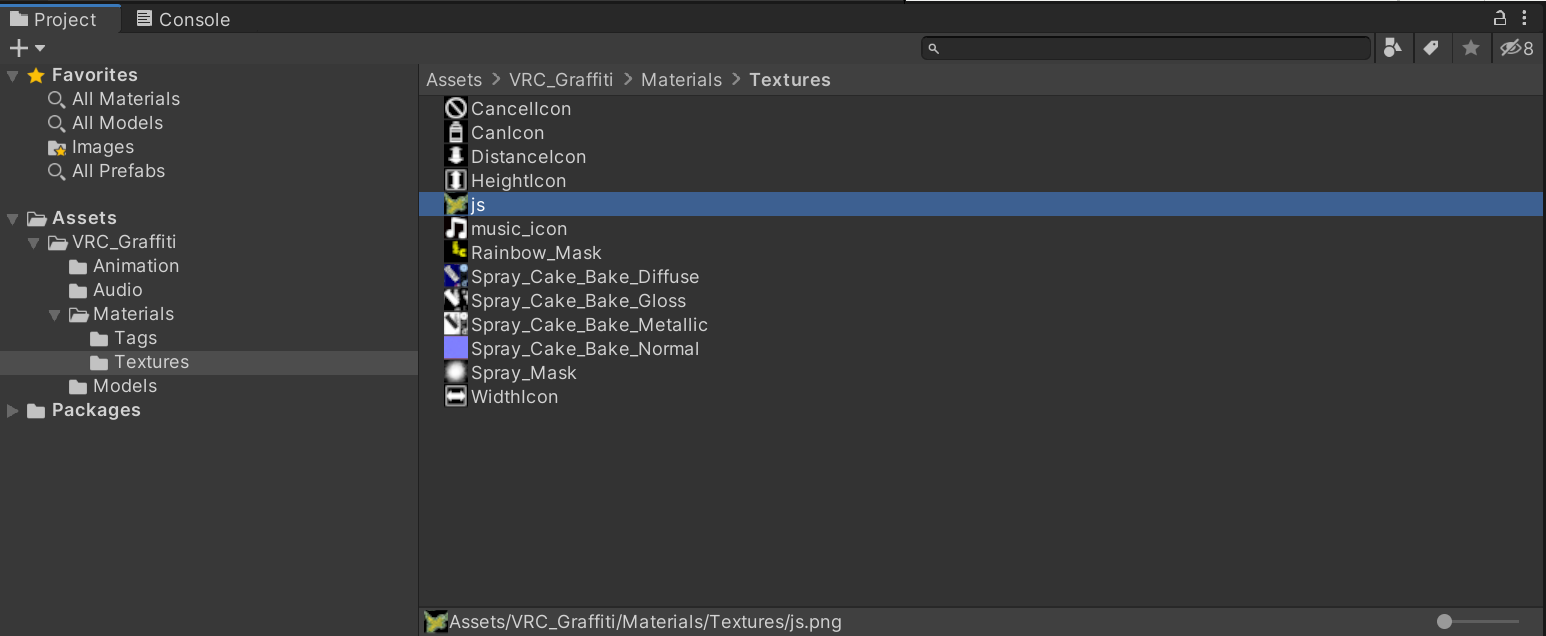 Project Console
8
Favorites
All Materials
All Models
Images
All Prefabs
Assets
VRC_Graffiti
Animation
Audio
Materials
Tags
Textures
Models
Packages
Assets > VRC_Graffiti > Materials > Textures
CancelIcon
CanIcon
DistanceIcon
HeightIcon
js
music_icon
Rainbow_Mask
Spray_Cake_Bake_Diffuse
Spray_Cake_Bake_Gloss
Spray_Cake_Bake_Metallic
Spray_Cake_Bake_Normal
Spray_Mask
WidthIcon
Assets/VRC_Graffiti/Materials/Textures/js.png